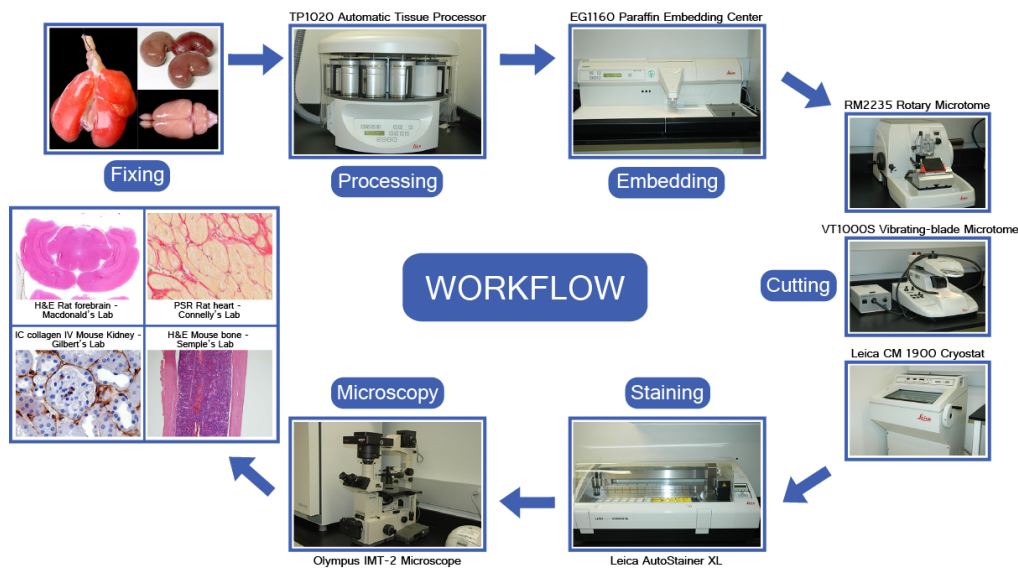 TP1020 Automatic Tissue Processor
EG1160 Paraffin Embedding Center
RM2235 Rotary Microtome
Fixing
Processing
Embedding
VT1000S Vibrating-blade Microtome
WORKFLOW
Cutting
H&E Rat forebrain -
Macdonald's Lab
PSR Rat heart -
Connelly's Lab
IC collagen IV Mouse Kidney -
Gilbert's Lab
H&E Mouse bone -
Semple's Lab
Leica CM 1900 Cryostat
Leica
Microscopy
Staining
Olympus IMT-2 Microscope
Leica AutoStainer XL